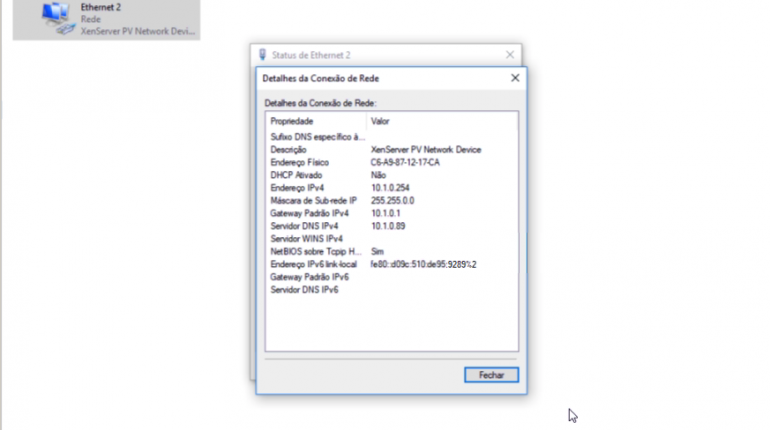 Ethernet 2
Rede
XenServer PV Network Devi...
Status de Ethernet 2
Detalhes da Conexão de Rede
Detalhes da Conexão de Rede:
Propriedade Valor
Sufixo DNS específico à...
Descrição XenServer PV Network Device
Endereço Físico C6-A9-87-12-17-CA
DHCP Ativado Não
Endereço IPv4 10.1.0.254
Máscara de Sub-rede IP 255.255.0.0
Gateway Padrão IPv4 10.1.0.1
Servidor DNS IPv4 10.1.0.89
Servidor WINS IPv4
NetBIOS sobre Tcpip H... Sim
Endereço IPv6 link-local fe80::d09c:510:de95:9289%2
Gateway Padrão IPv6
Servidor DNS IPv6
Fechar